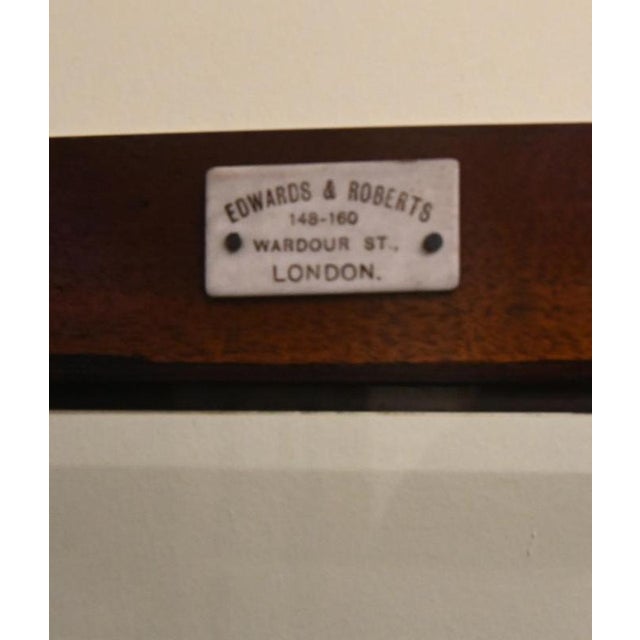 EDWARDS & ROBERTS
148-160
WARDOUR ST.,
LONDON.